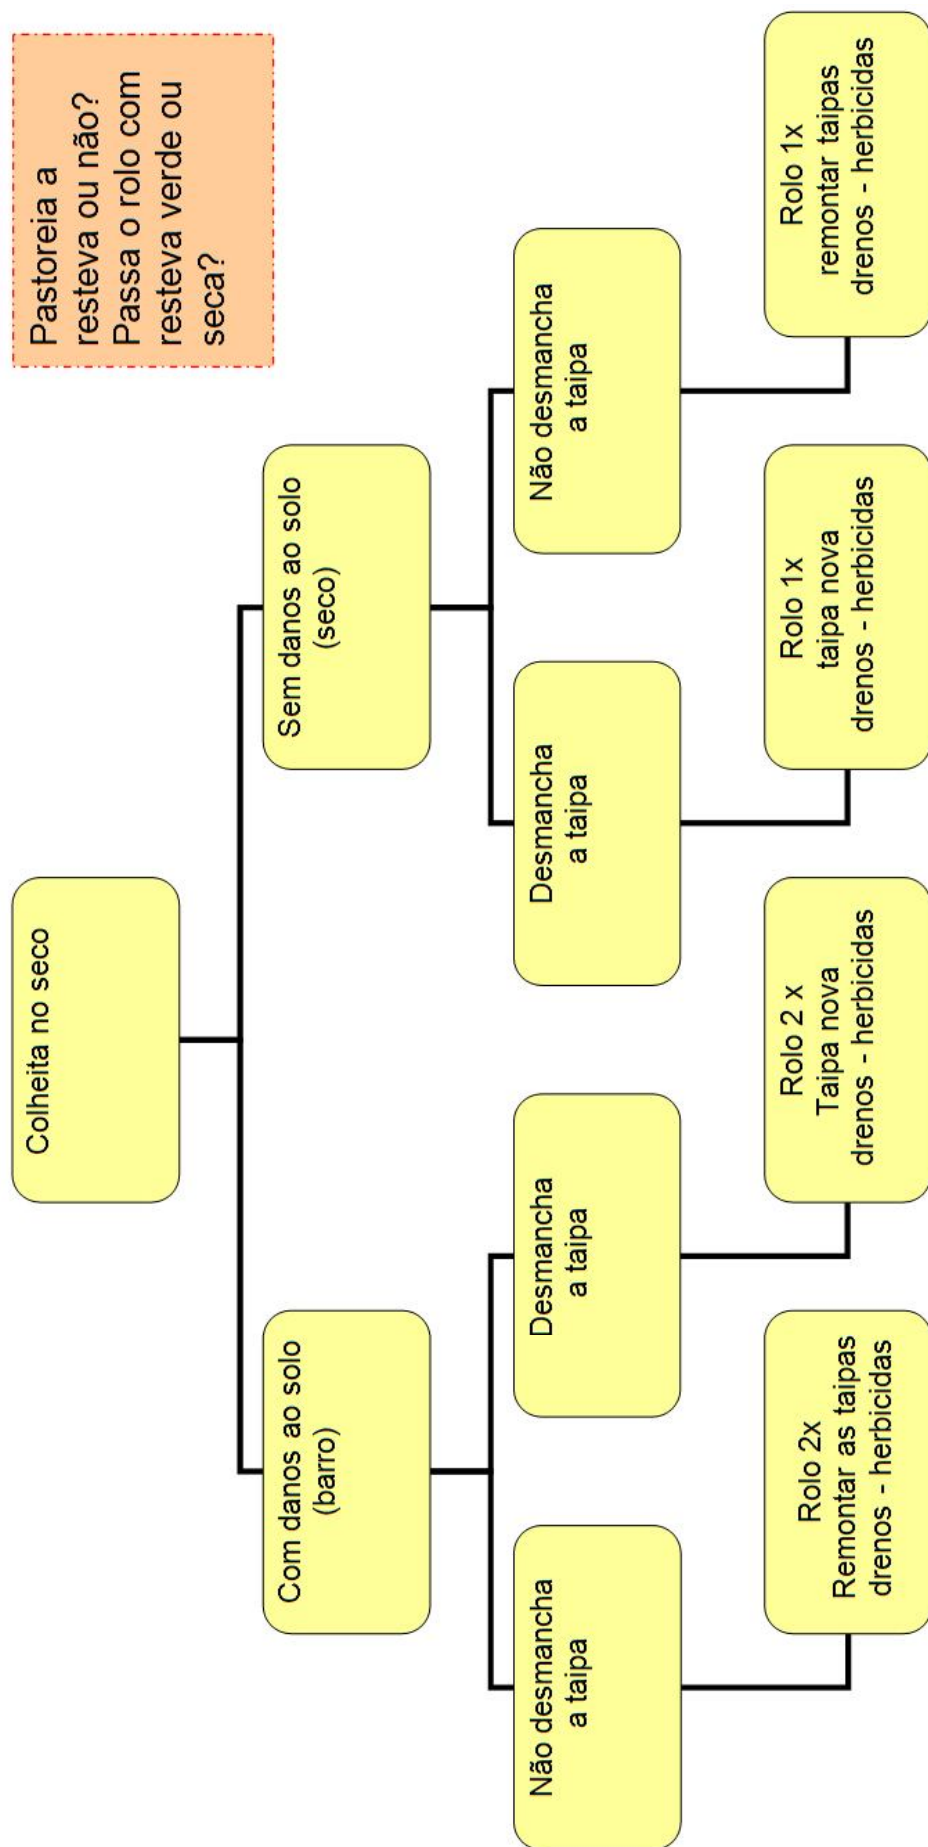 Colheita no seco
Pastoreia a
resteva ou não?
Passa o rolo com
resteva verde ou
seca?
Com danos ao solo
(barro)
Sem danos ao solo
(seco)
Não desmancha
a taipa
Desmancha
a taipa
Desmancha
a taipa
Não desmancha
a taipa
Rolo 2x
Remontar as taipas
drenos - herbicidas
Rolo 2 x
Taipa nova
drenos - herbicidas
Rolo 1x
taipa nova
drenos - herbicidas
Rolo 1x
remontar taipas
drenos - herbicidas